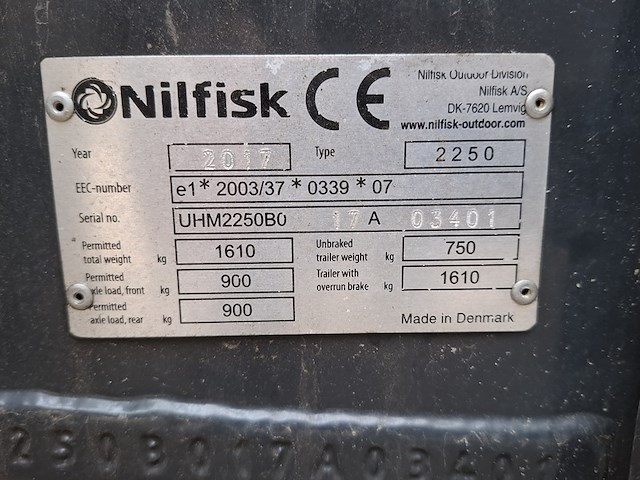 Nilfisk CE
Nilfisk Outdoor Division
Nilfisk A/S
DK-7620 Lemvig
www.nilfisk-outdoor.com
Year 2017 Type 2250
EEC-number e1* 2003/37 * 0339 * 07
Serial no. UHM2250B0 17 A 03401
Permitted total weight kg 1610 Unbraked trailer weight kg 750
Permitted axle load, front kg 900 Trailer with overrun brake kg 1610
Permitted axle load, rear kg 900
Made in Denmark
250B017A03401